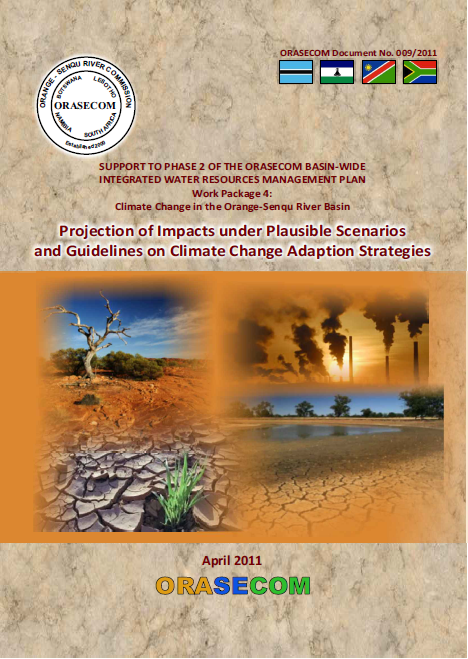 ORASECOM Document No. 009/2011
ORANGE - SENQU RIVER COMMISSION
BOTSWANA LESOTHO
ORASECOM
NAMIBIA SOUTH AFRICA
Established 2000
SUPPORT TO PHASE 2 OF THE ORASECOM BASIN-WIDE
INTEGRATED WATER RESOURCES MANAGEMENT PLAN
Work Package 4:
Climate Change in the Orange-Senqu River Basin
Projection of Impacts under Plausible Scenarios
and Guidelines on Climate Change Adaption Strategies
April 2011
ORASECOM